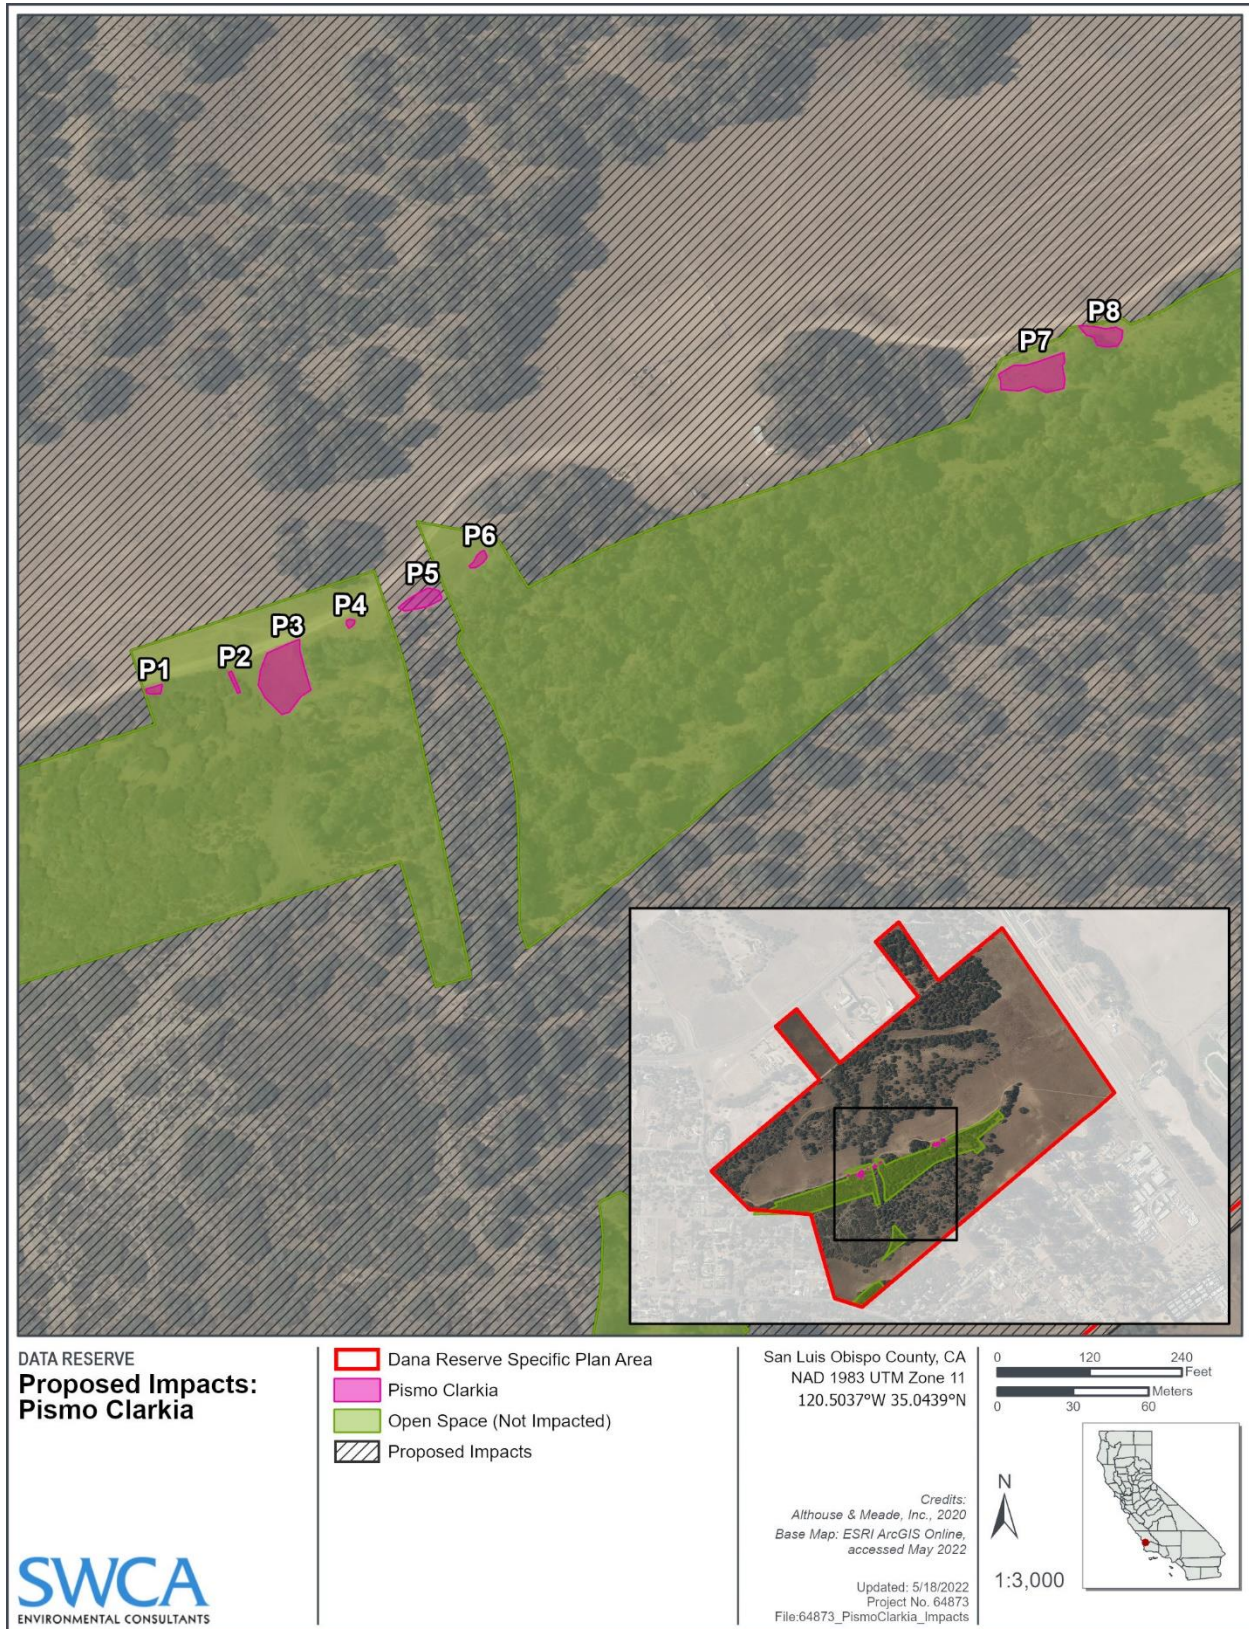 P8
P7
P6
P5
P4
P3
P2
P1
DATA RESERVE
Proposed Impacts:
Pismo Clarkia
SWCA
ENVIRONMENTAL CONSULTANTS
Dana Reserve Specific Plan Area
Pismo Clarkia
Open Space (Not Impacted)
Proposed Impacts
San Luis Obispo County, CA
NAD 1983 UTM Zone 11
120.5037°W 35.0439°N
Credits:
Althouse & Meade, Inc., 2020
Base Map: ESRI ArcGIS Online,
accessed May 2022
Updated: 5/18/2022
Project No. 64873
File:64873_PismoClarkia_Impacts
0 120 240
Feet
Meters
0 30 60
N
1:3,000